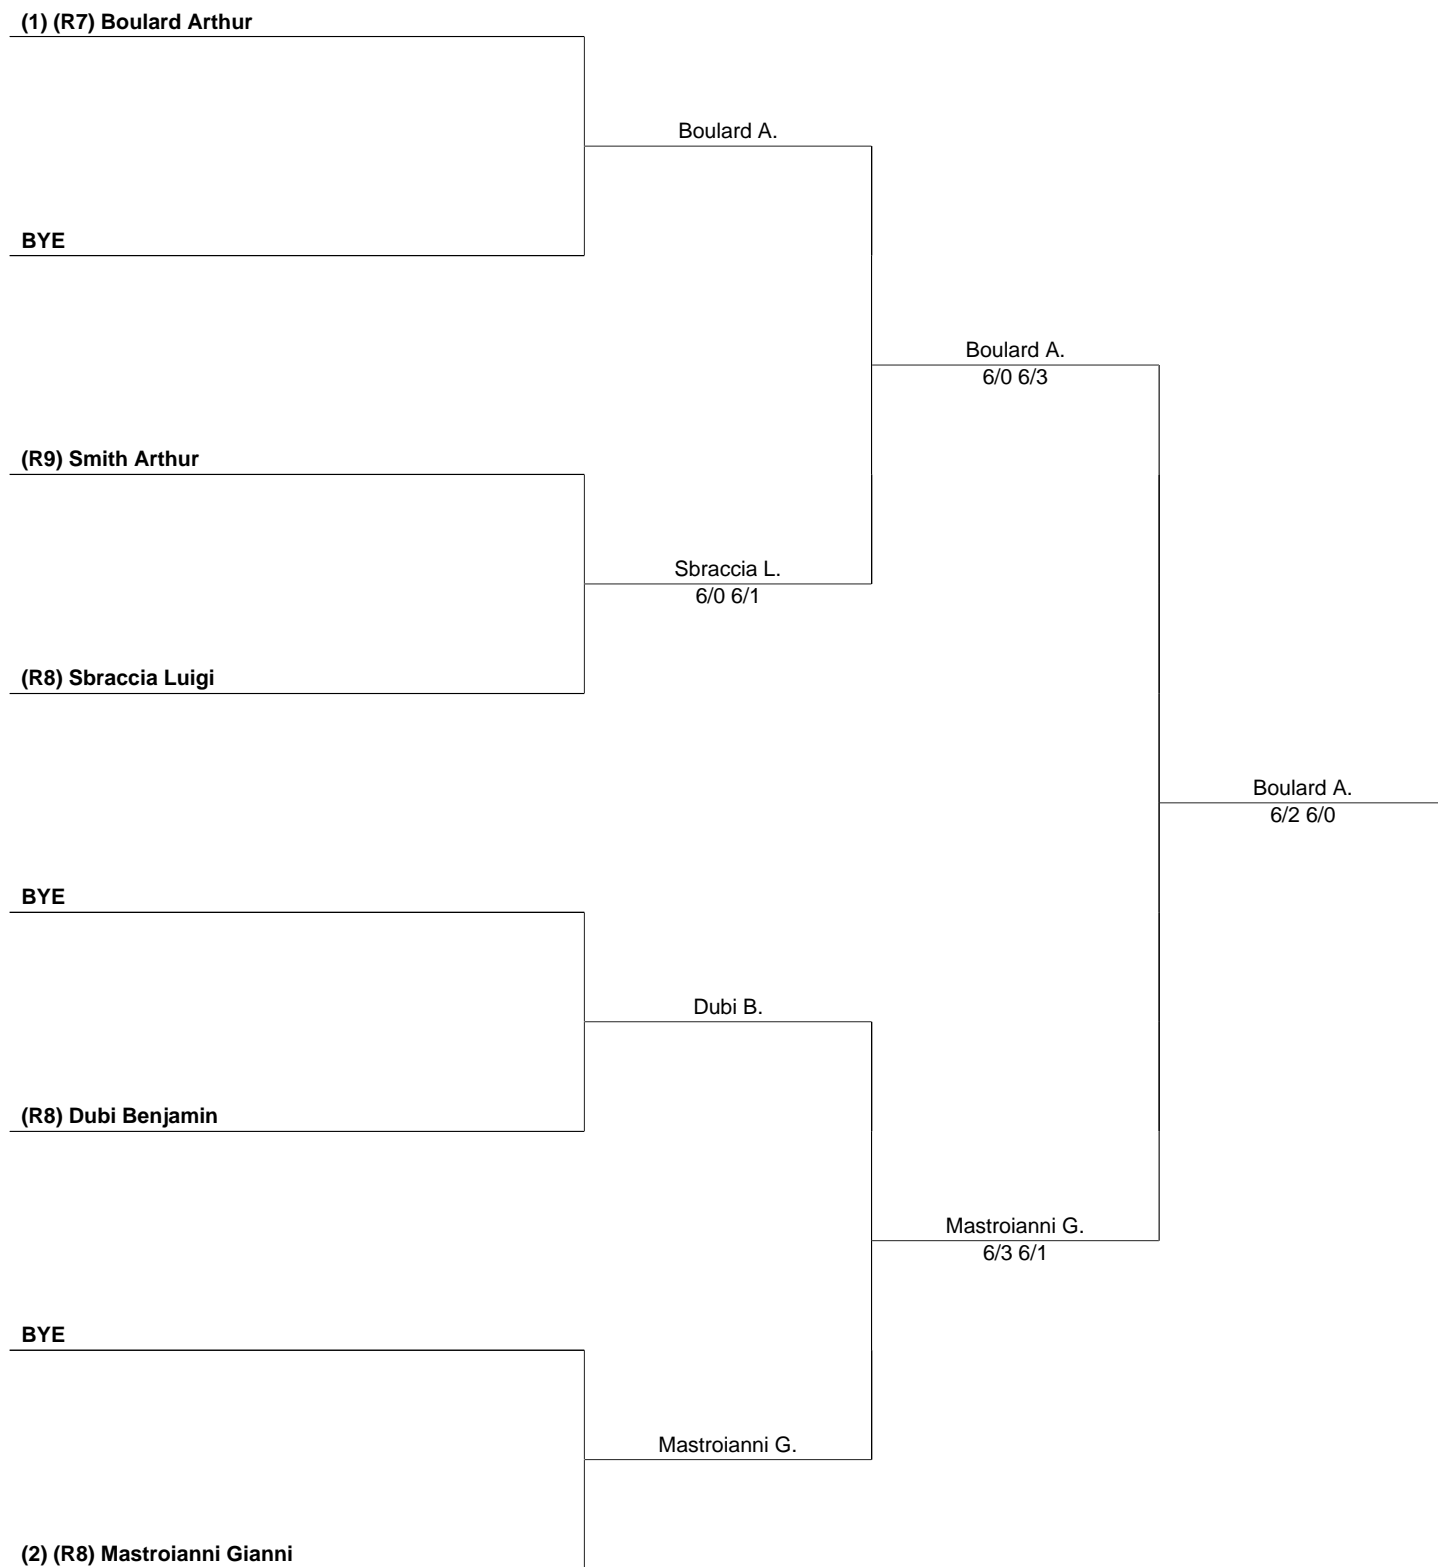 (1) (R7) Boulard Arthur
Boulard A.
BYE
Boulard A.
6/0 6/3
(R9) Smith Arthur
Sbraccia L.
6/0 6/1
(R8) Sbraccia Luigi
Boulard A.
6/2 6/0
BYE
Dubi B.
(R8) Dubi Benjamin
Mastroianni G.
6/3 6/1
BYE
Mastroianni G.
(2) (R8) Mastroianni Gianni